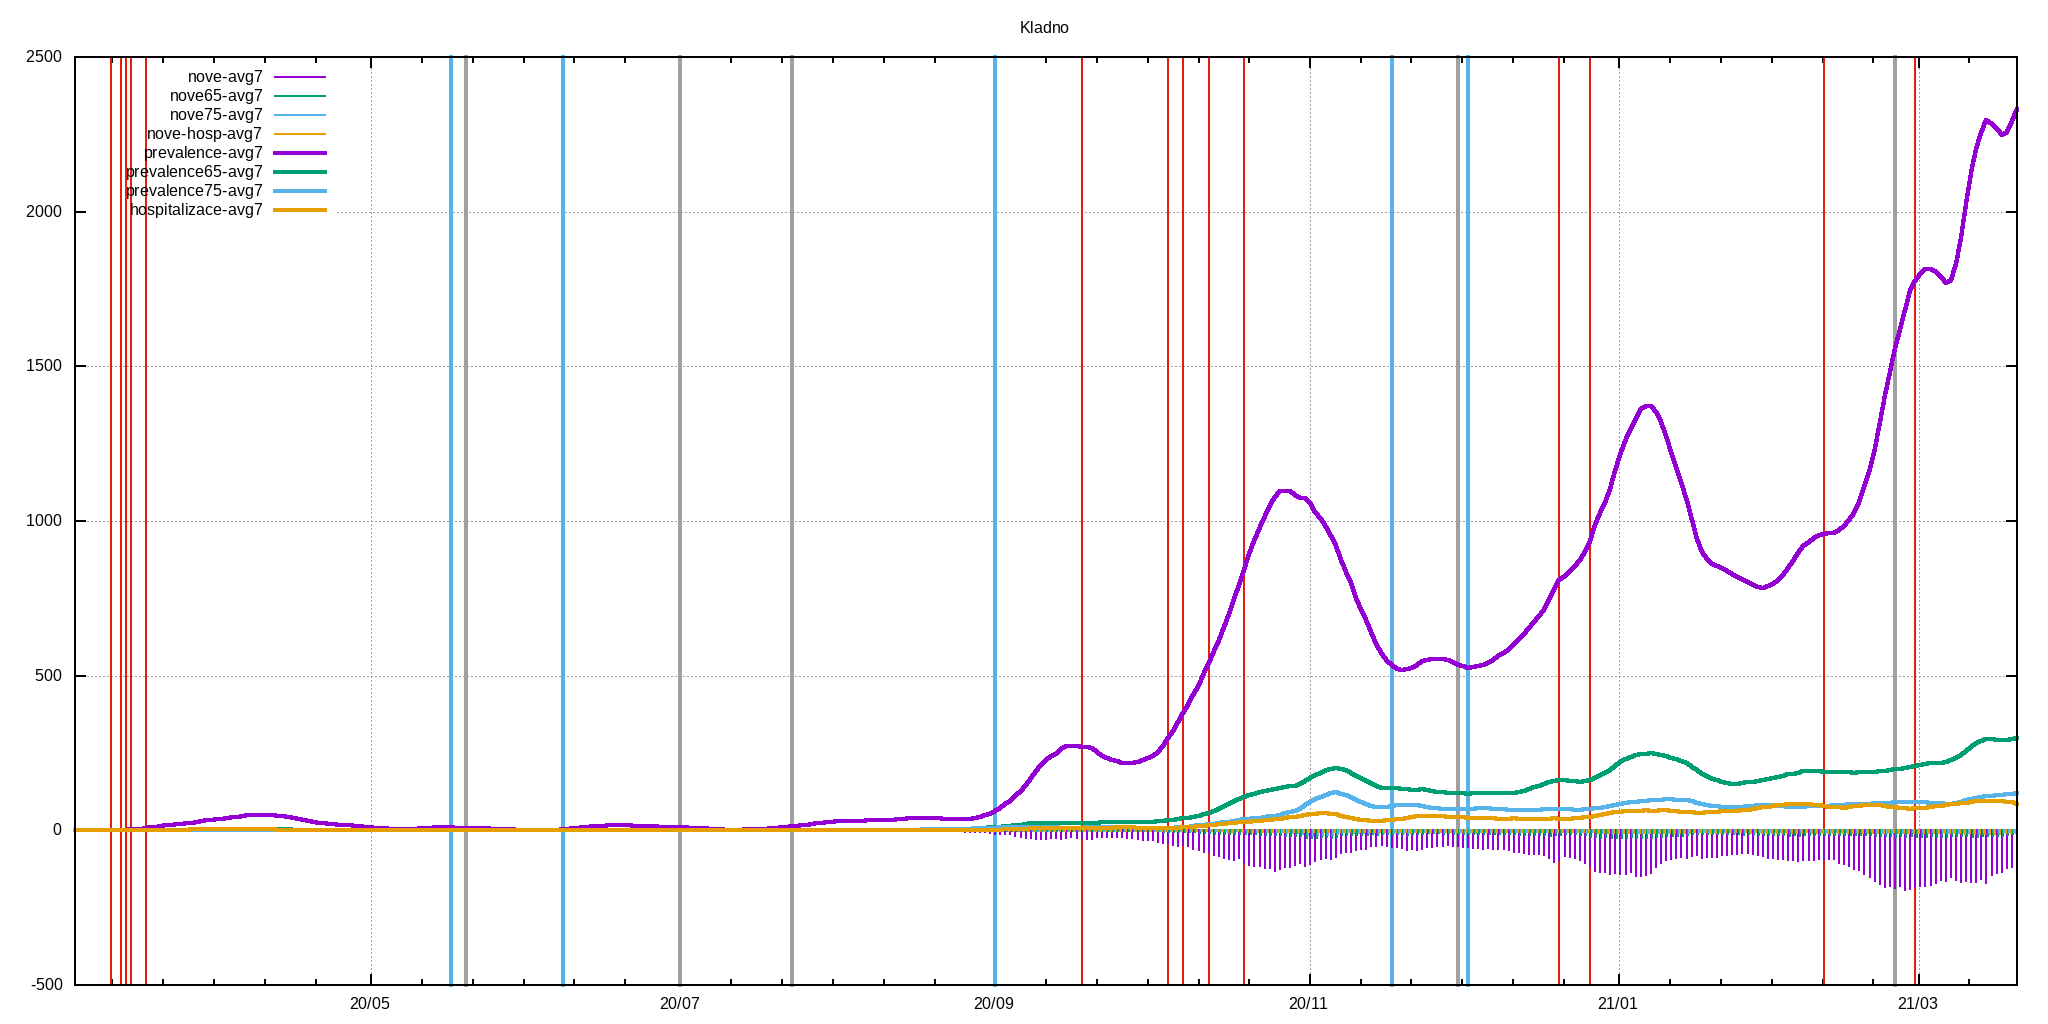 Kladno
2500
2000
1500
1000
500
0
-500
nove-avg7
nove65-avg7
nove75-avg7
nove-hosp-avg7
prevalence-avg7
prevalence65-avg7
prevalence75-avg7
hospitalizace-avg7
20/05 20/07 20/09 20/11 21/01 21/03